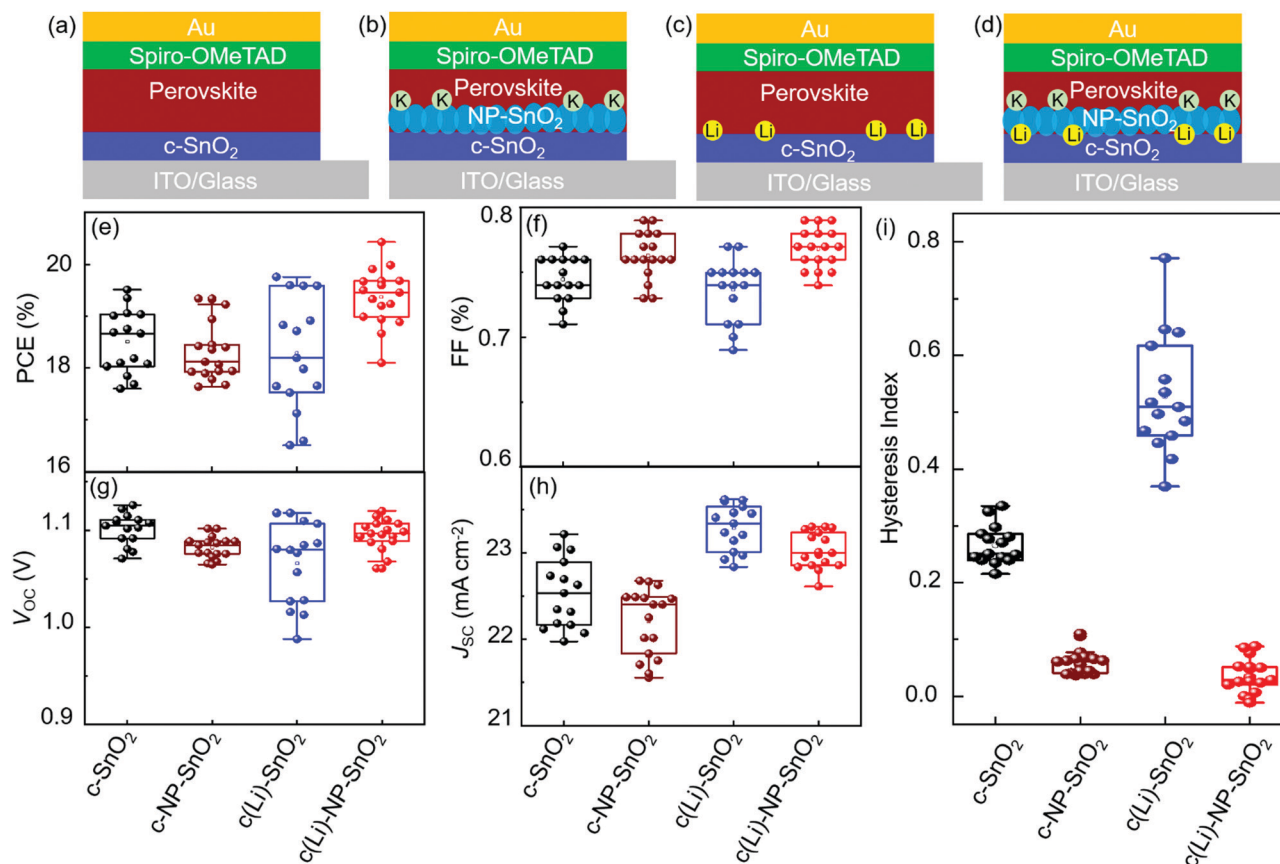 (a)
Au
Spiro-OMeTAD
Perovskite
c-SnO₂
ITO/Glass
(b)
Au
Spiro-OMeTAD
Perovskite
K K K K
NP-SnO₂
c-SnO₂
ITO/Glass
(c)
Au
Spiro-OMeTAD
Perovskite
Li Li Li Li
c-SnO₂
ITO/Glass
(d)
Au
Spiro-OMeTAD
Perovskite
K K K K
NP-SnO₂
Li Li Li Li
c-SnO₂
ITO/Glass
(e)
PCE (%)
20
18
16
(f)
FF (%)
0.8
0.7
0.6
(g)
V_OC (V)
1.1
1.0
0.9
c-SnO₂
c-NP-SnO₂
c(Li)-SnO₂
c(Li)-NP-SnO₂
(h)
J_SC (mA cm⁻²)
23
22
21
c-SnO₂
c-NP-SnO₂
c(Li)-SnO₂
c(Li)-NP-SnO₂
(i)
Hysteresis Index
0.8
0.6
0.4
0.2
0.0
c-SnO₂
c-NP-SnO₂
c(Li)-SnO₂
c(Li)-NP-SnO₂